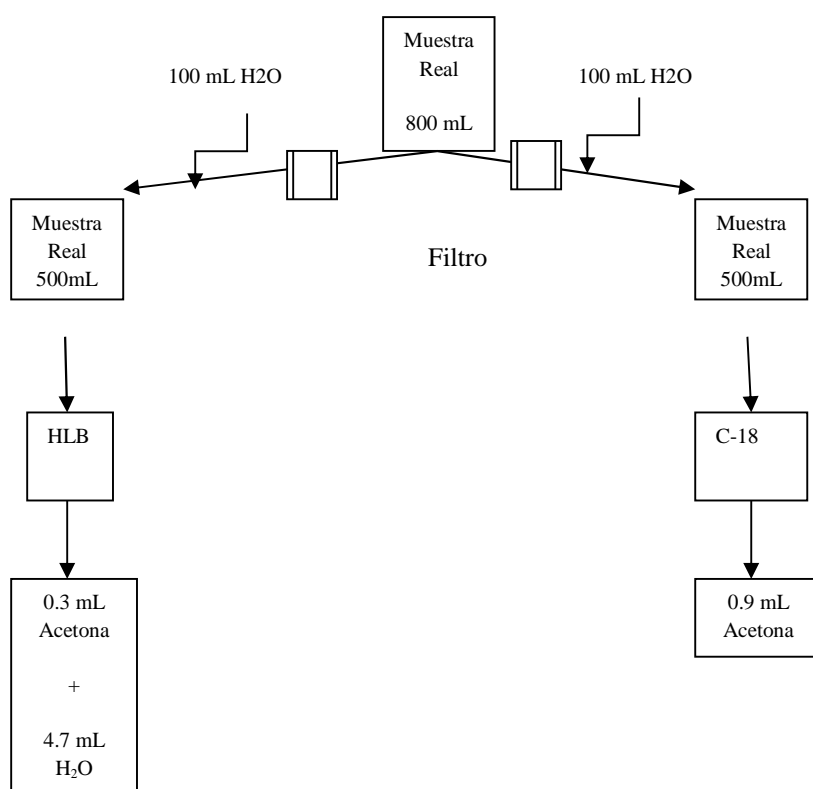 Muestra
Real
800 mL
100 mL H2O
100 mL H2O
Muestra
Real
500mL
Filtro
Muestra
Real
500mL
HLB
C-18
0.3 mL
Acetona
+
4.7 mL
H₂O
0.9 mL
Acetona